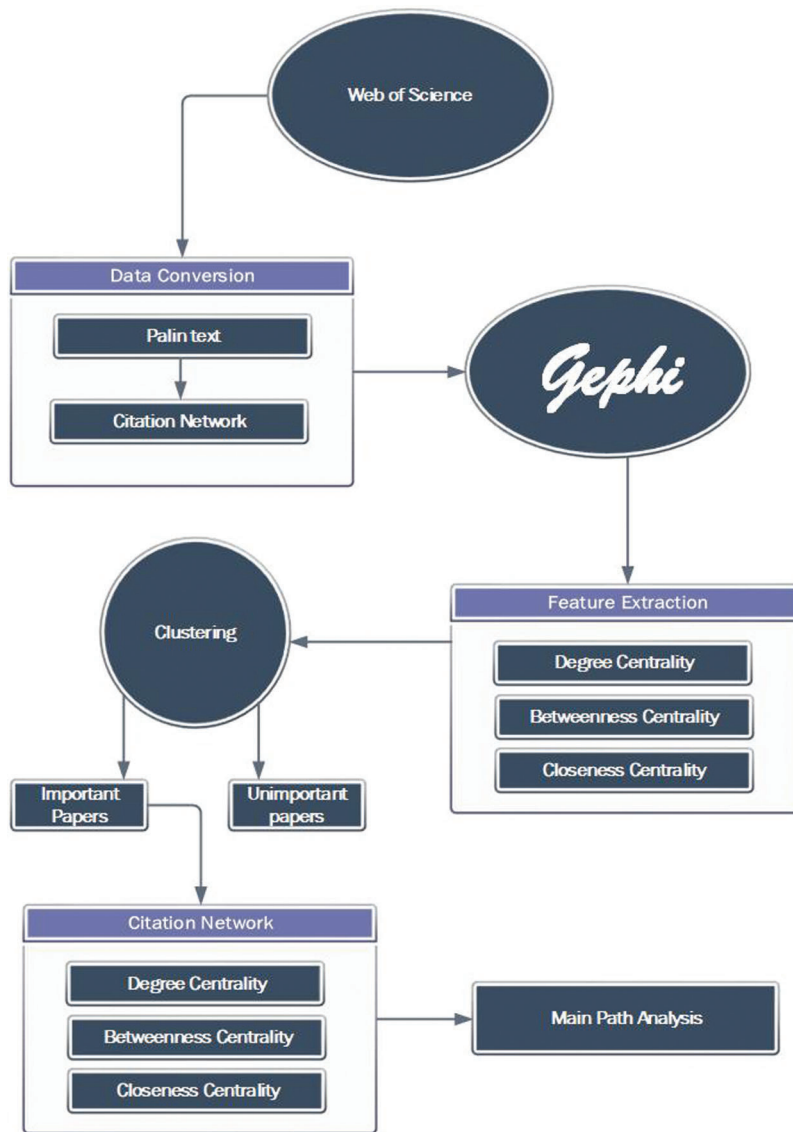 Web of Science
Data Conversion
Palin text
Citation Network
Gephi
Feature Extraction
Degree Centrality
Betweenness Centrality
Closeness Centrality
Clustering
Important
Papers
Unimportant
papers
Citation Network
Degree Centrality
Betweenness Centrality
Closeness Centrality
Main Path Analysis